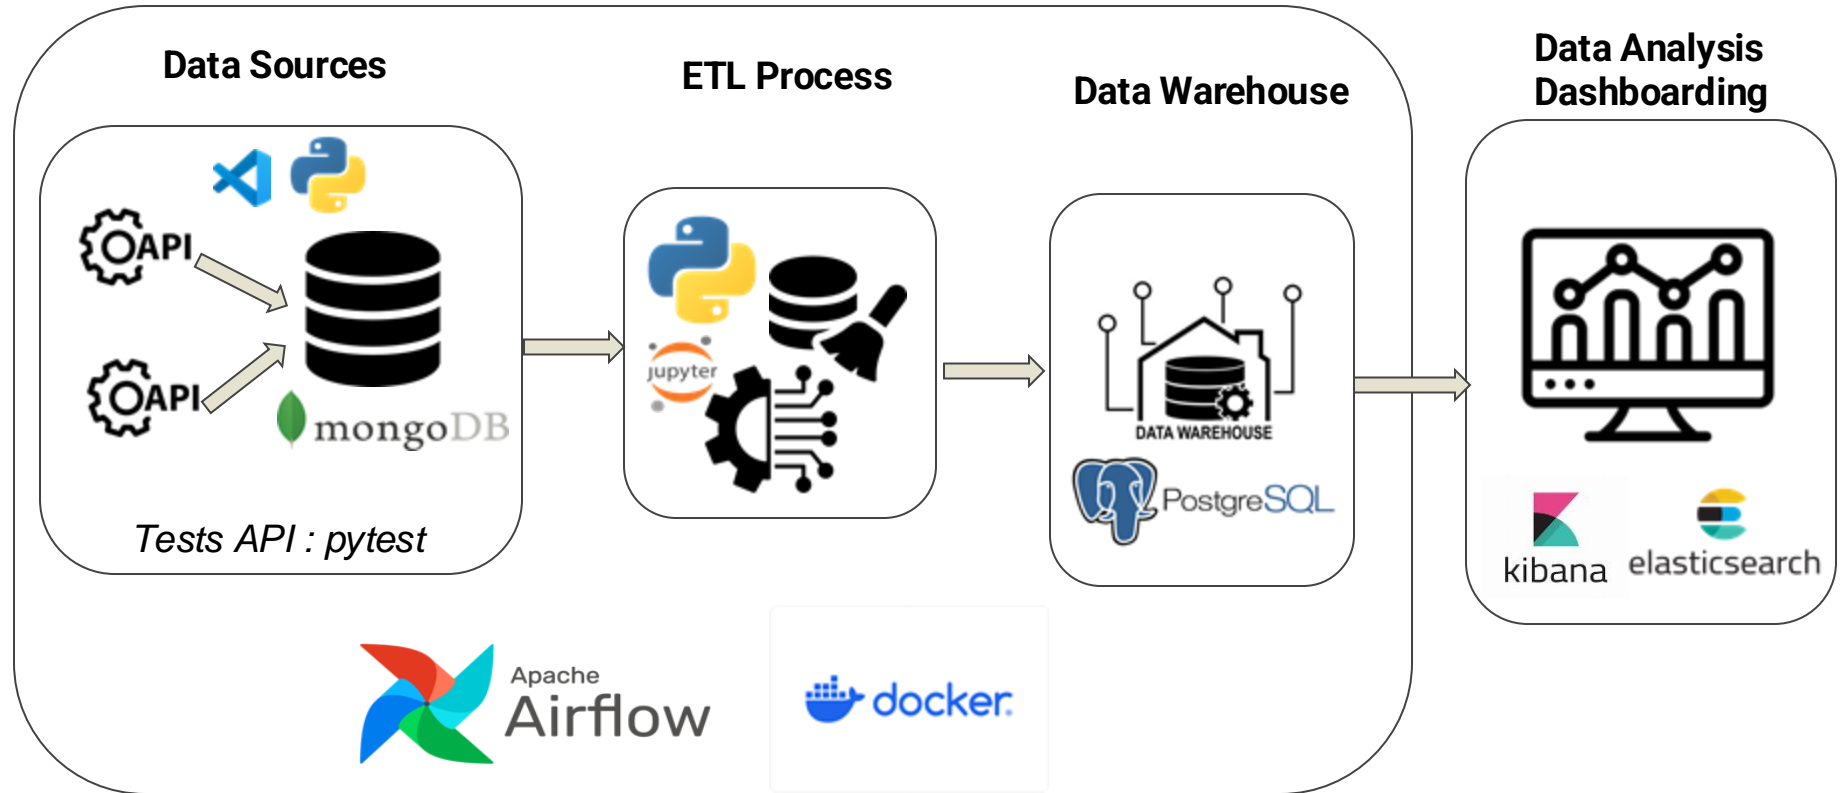 Data Sources
ETL Process
Data Warehouse
Data Analysis
Dashboarding
API
API
mongoDB
Tests API : pytest
jupyter
DATA WAREHOUSE
PostgreSQL
kibana
elasticsearch
Apache
Airflow
docker